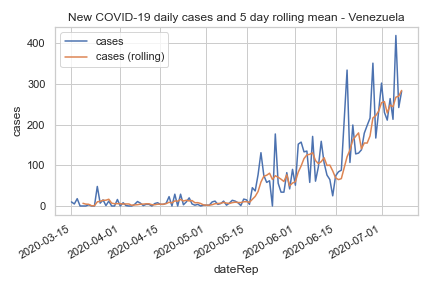 New COVID-19 daily cases and 5 day rolling mean - Venezuela
cases
cases (rolling)
400
300
200
100
0
cases
2020-03-15
2020-04-01
2020-04-15
2020-05-01
2020-05-15
2020-06-01
2020-06-15
2020-07-01
dateRep